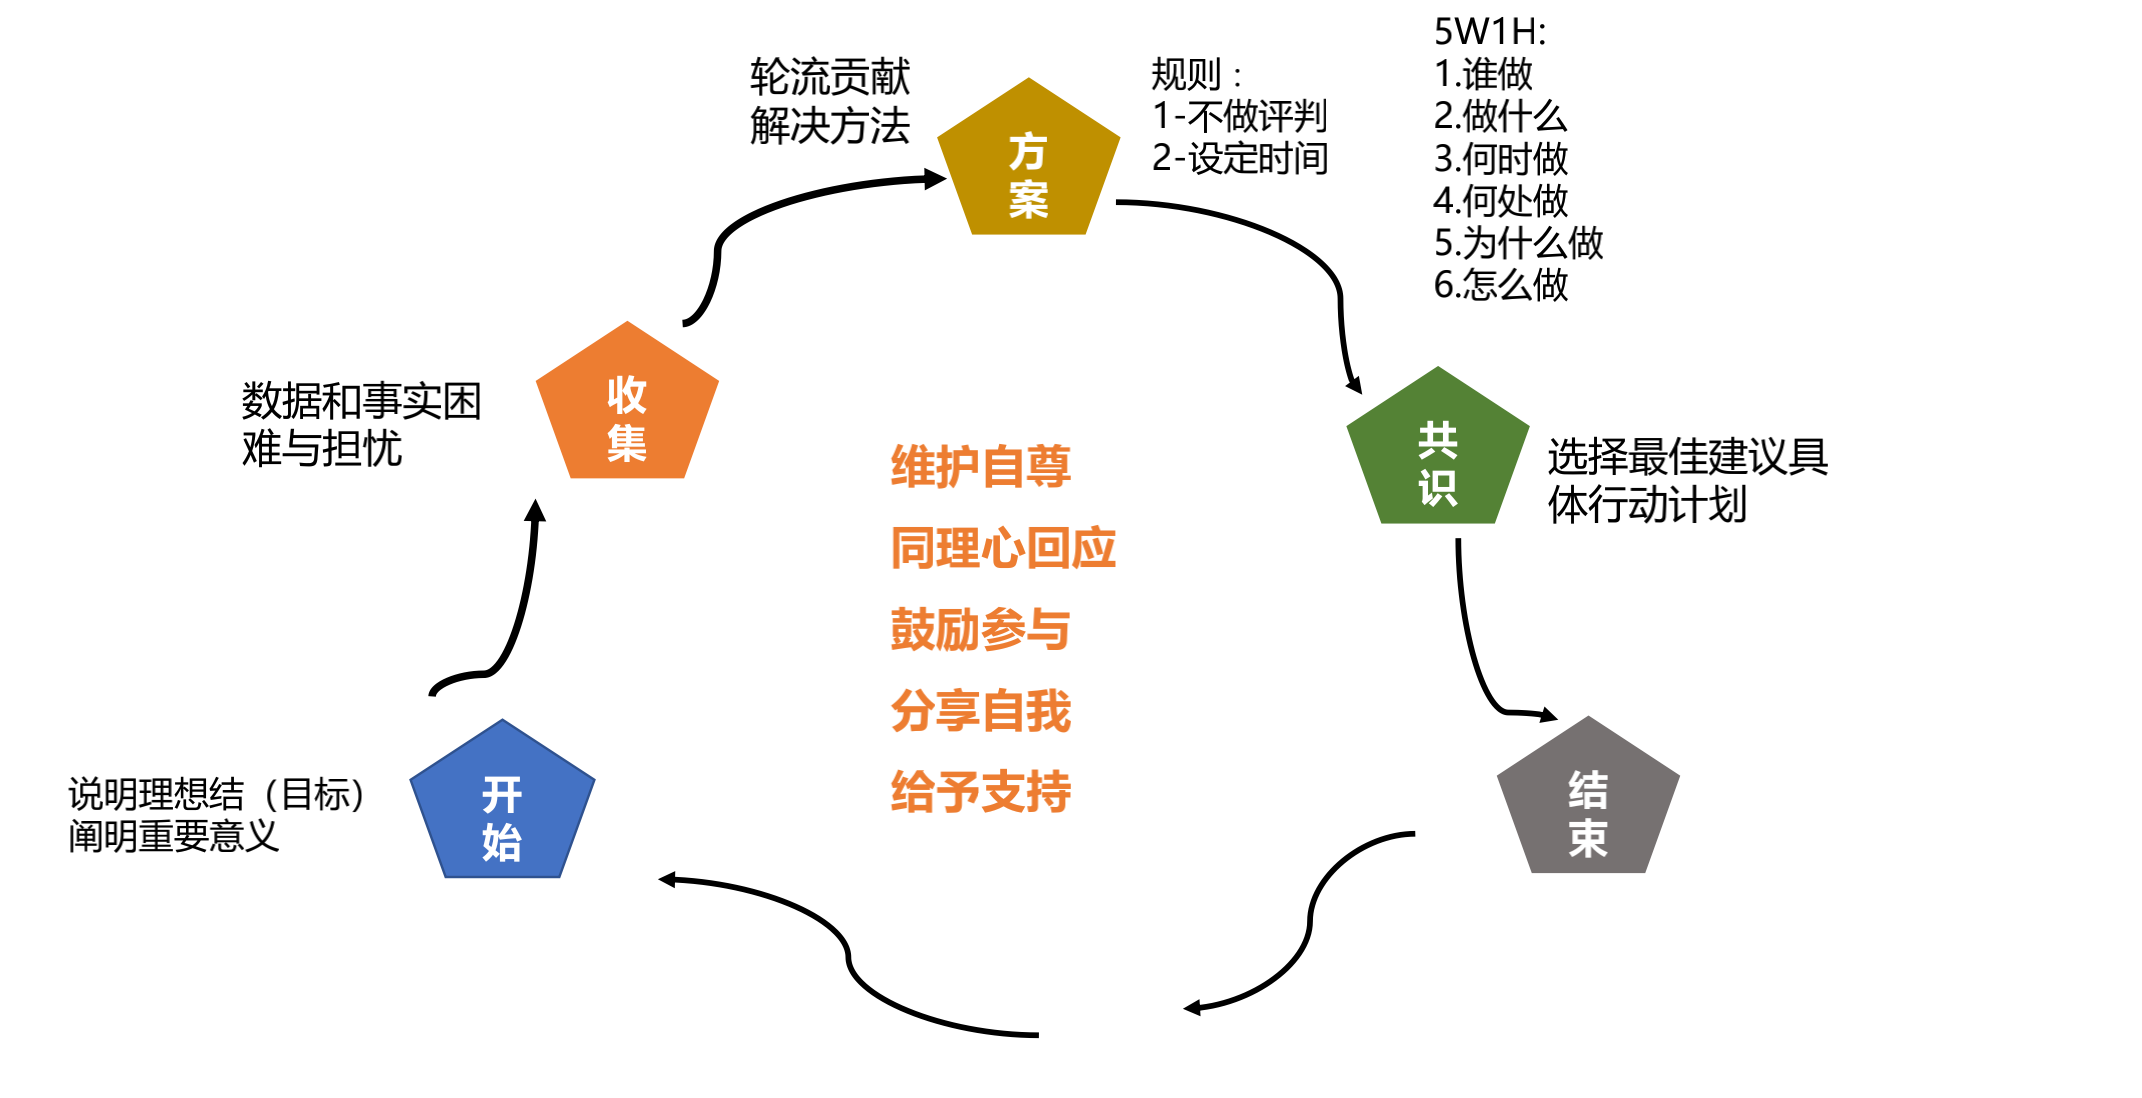 5W1H:
1.谁做
2.做什么
3.何时做
4.何处做
5.为什么做
6.怎么做
轮流贡献
解决方法
规则：
1-不做评判
2-设定时间
方
案
数据和事实困
难与担忧
收
集
共
识
选择最佳建议具
体行动计划
维护自尊
同理心回应
鼓励参与
分享自我
给予支持
说明理想结（目标）
阐明重要意义
开
始
结
束